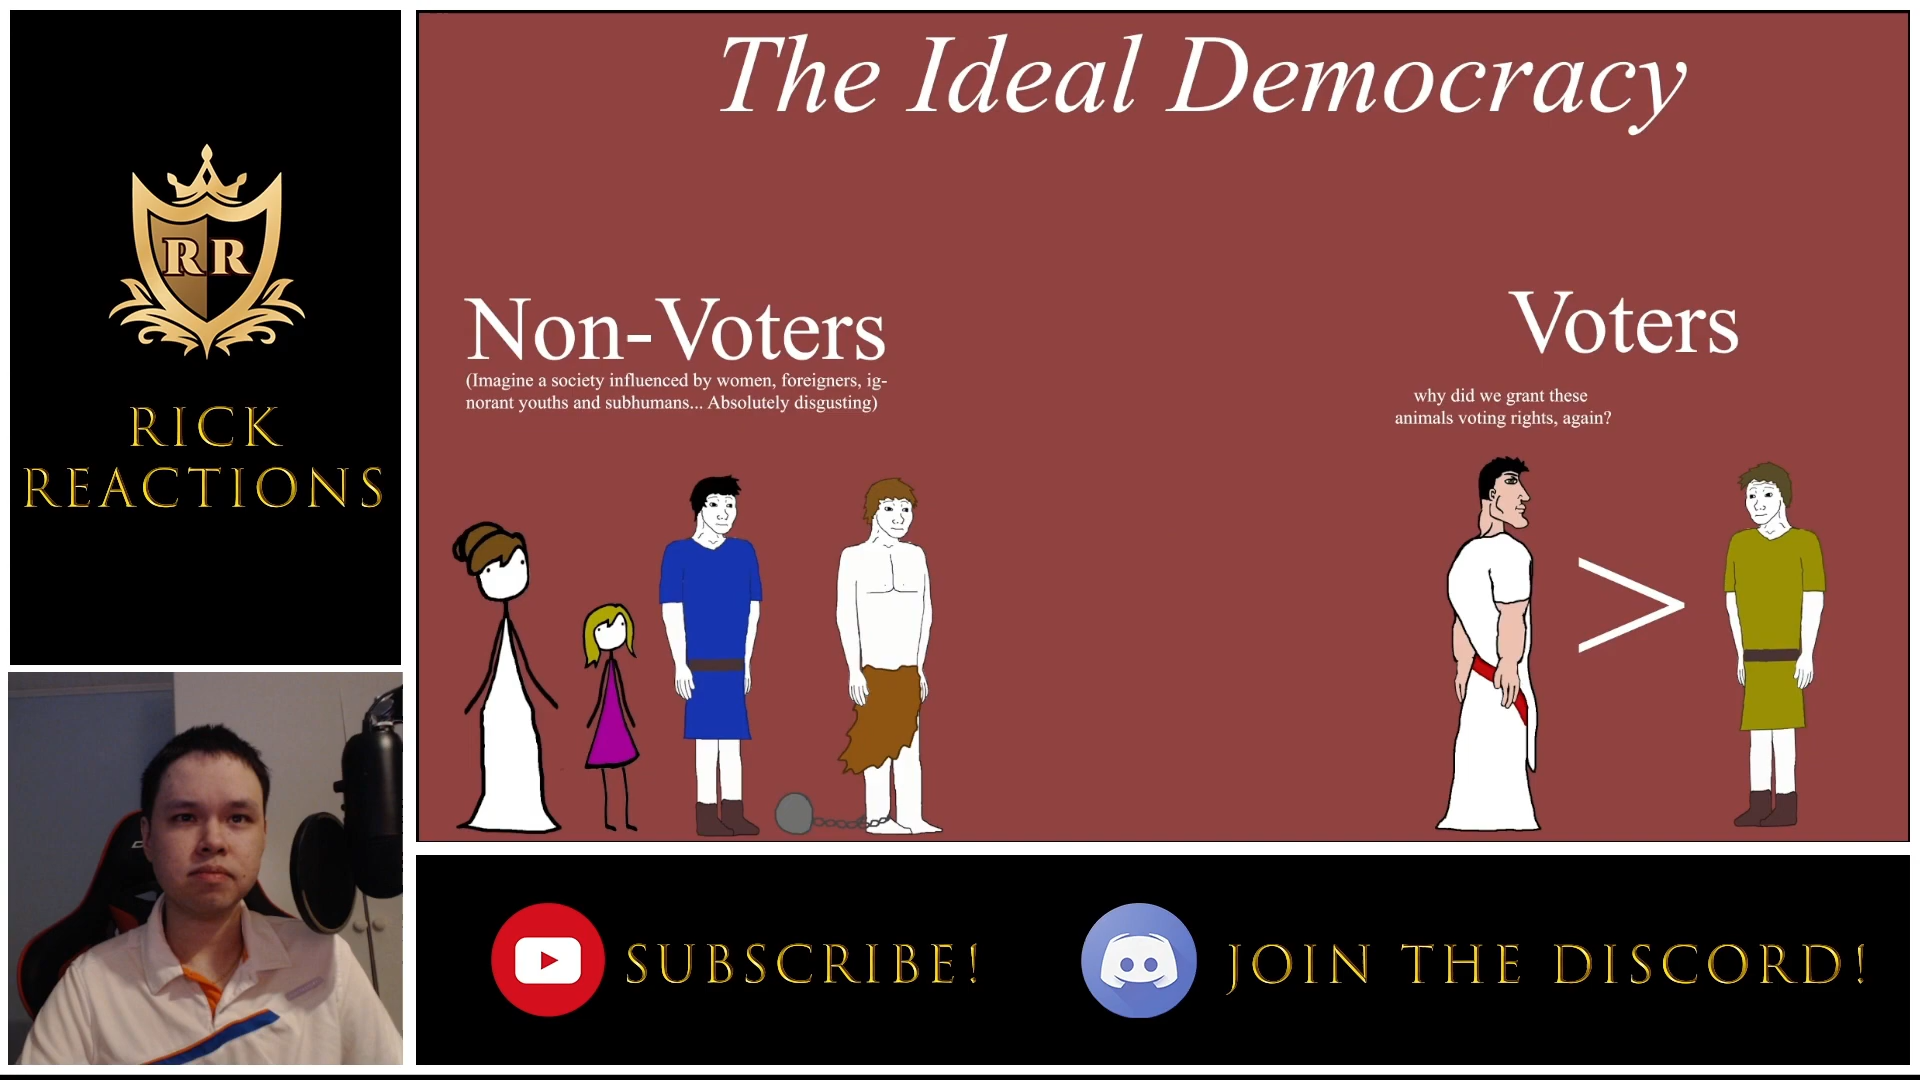 RR
RICK
REACTIONS
The Ideal Democracy
Non-Voters
(Imagine a society influenced by women, foreigners, ig-
norant youths and subhumans... Absolutely disgusting)
Voters
why did we grant these
animals voting rights, again?
>
SUBSCRIBE!
JOIN THE DISCORD!